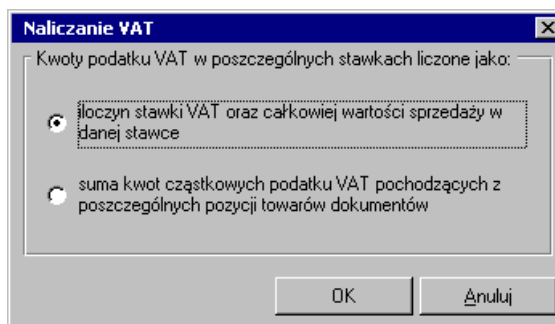 Naliczanie VAT
Kwoty podatku VAT w poszczególnych stawkach liczone jako:
iloczyn stawki VAT oraz całkowiej wartości sprzedaży w
danej stawce
suma kwot cząstkowych podatku VAT pochodzących z
poszczególnych pozycji towarów dokumentów
OK
Anuluj